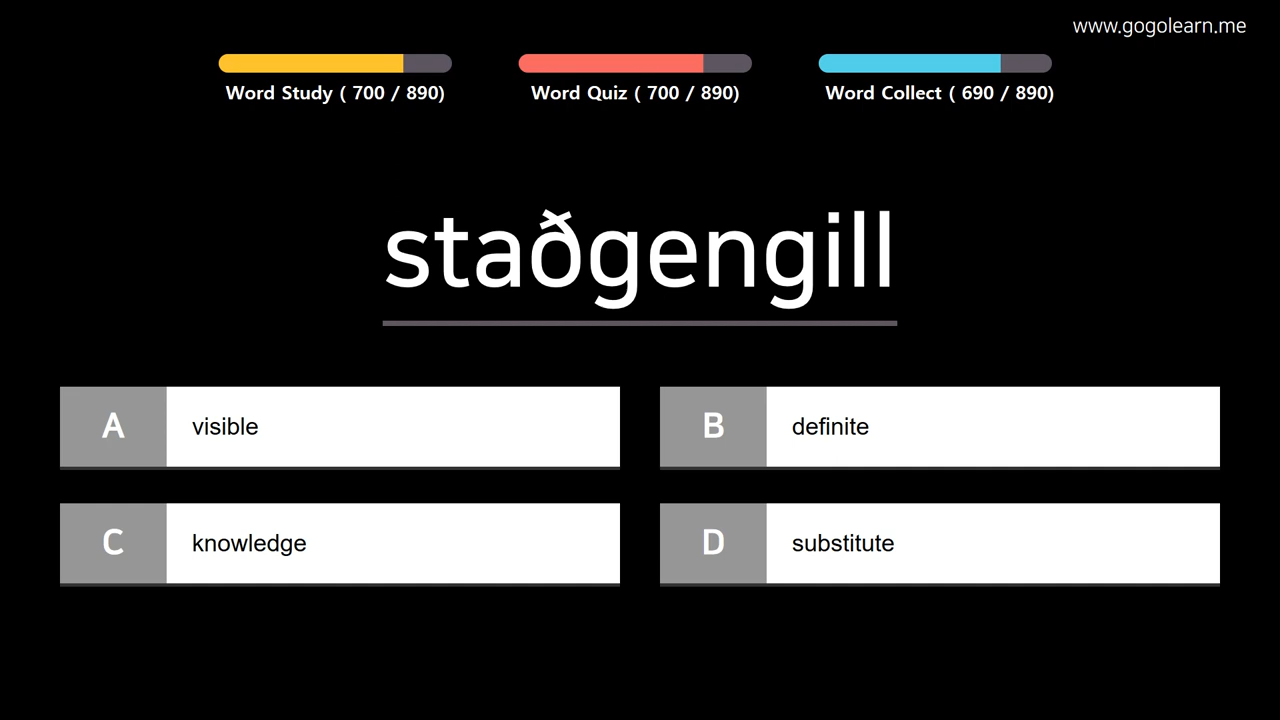 www.gogolearn.me
Word Study ( 700 / 890)
Word Quiz ( 700 / 890)
Word Collect ( 690 / 890)
staðgengill
A visible
B definite
C knowledge
D substitute